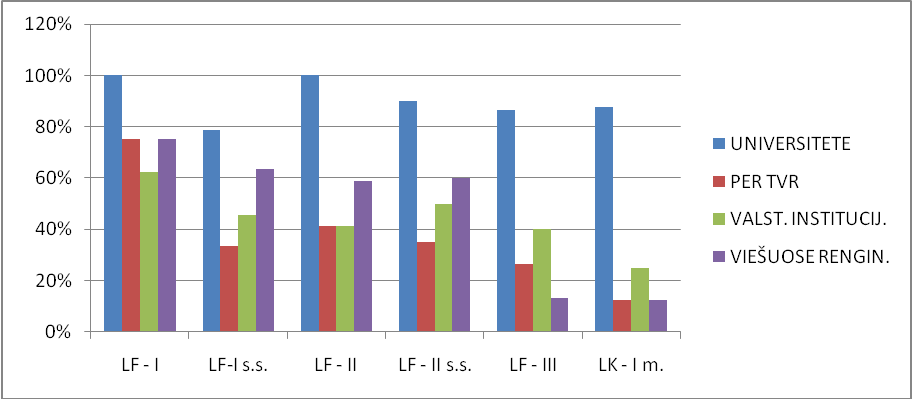 120%
100%
80%
60%
40%
20%
0%
LF - I
LF-I s.s.
LF - II
LF - II s.s.
LF - III
LK - I m.
UNIVERSITETE
PER TVR
VALST. INSTITUCIJ.
VIEŠUOSE RENGIN.